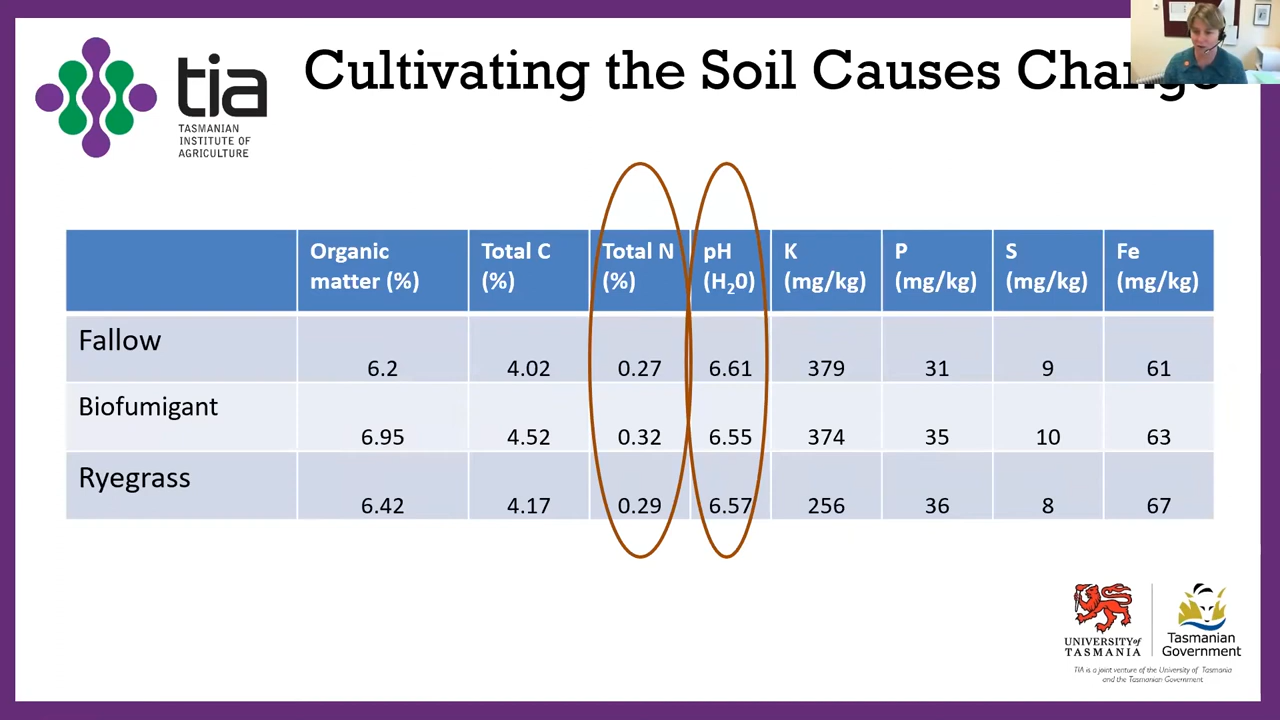 Cultivating the Soil Causes Change
tia
TASMANIAN
INSTITUTE OF
AGRICULTURE
Organic matter (%) Total C (%) Total N (%) pH (H₂0) K (mg/kg) P (mg/kg) S (mg/kg) Fe (mg/kg)
Fallow 6.2 4.02 0.27 6.61 379 31 9 61
Biofumigant 6.95 4.52 0.32 6.55 374 35 10 63
Ryegrass 6.42 4.17 0.29 6.57 256 36 8 67
UNIVERSITY of
TASMANIA
Tasmanian
Government
TIA is a joint venture of the University of Tasmania
and the Tasmanian Government